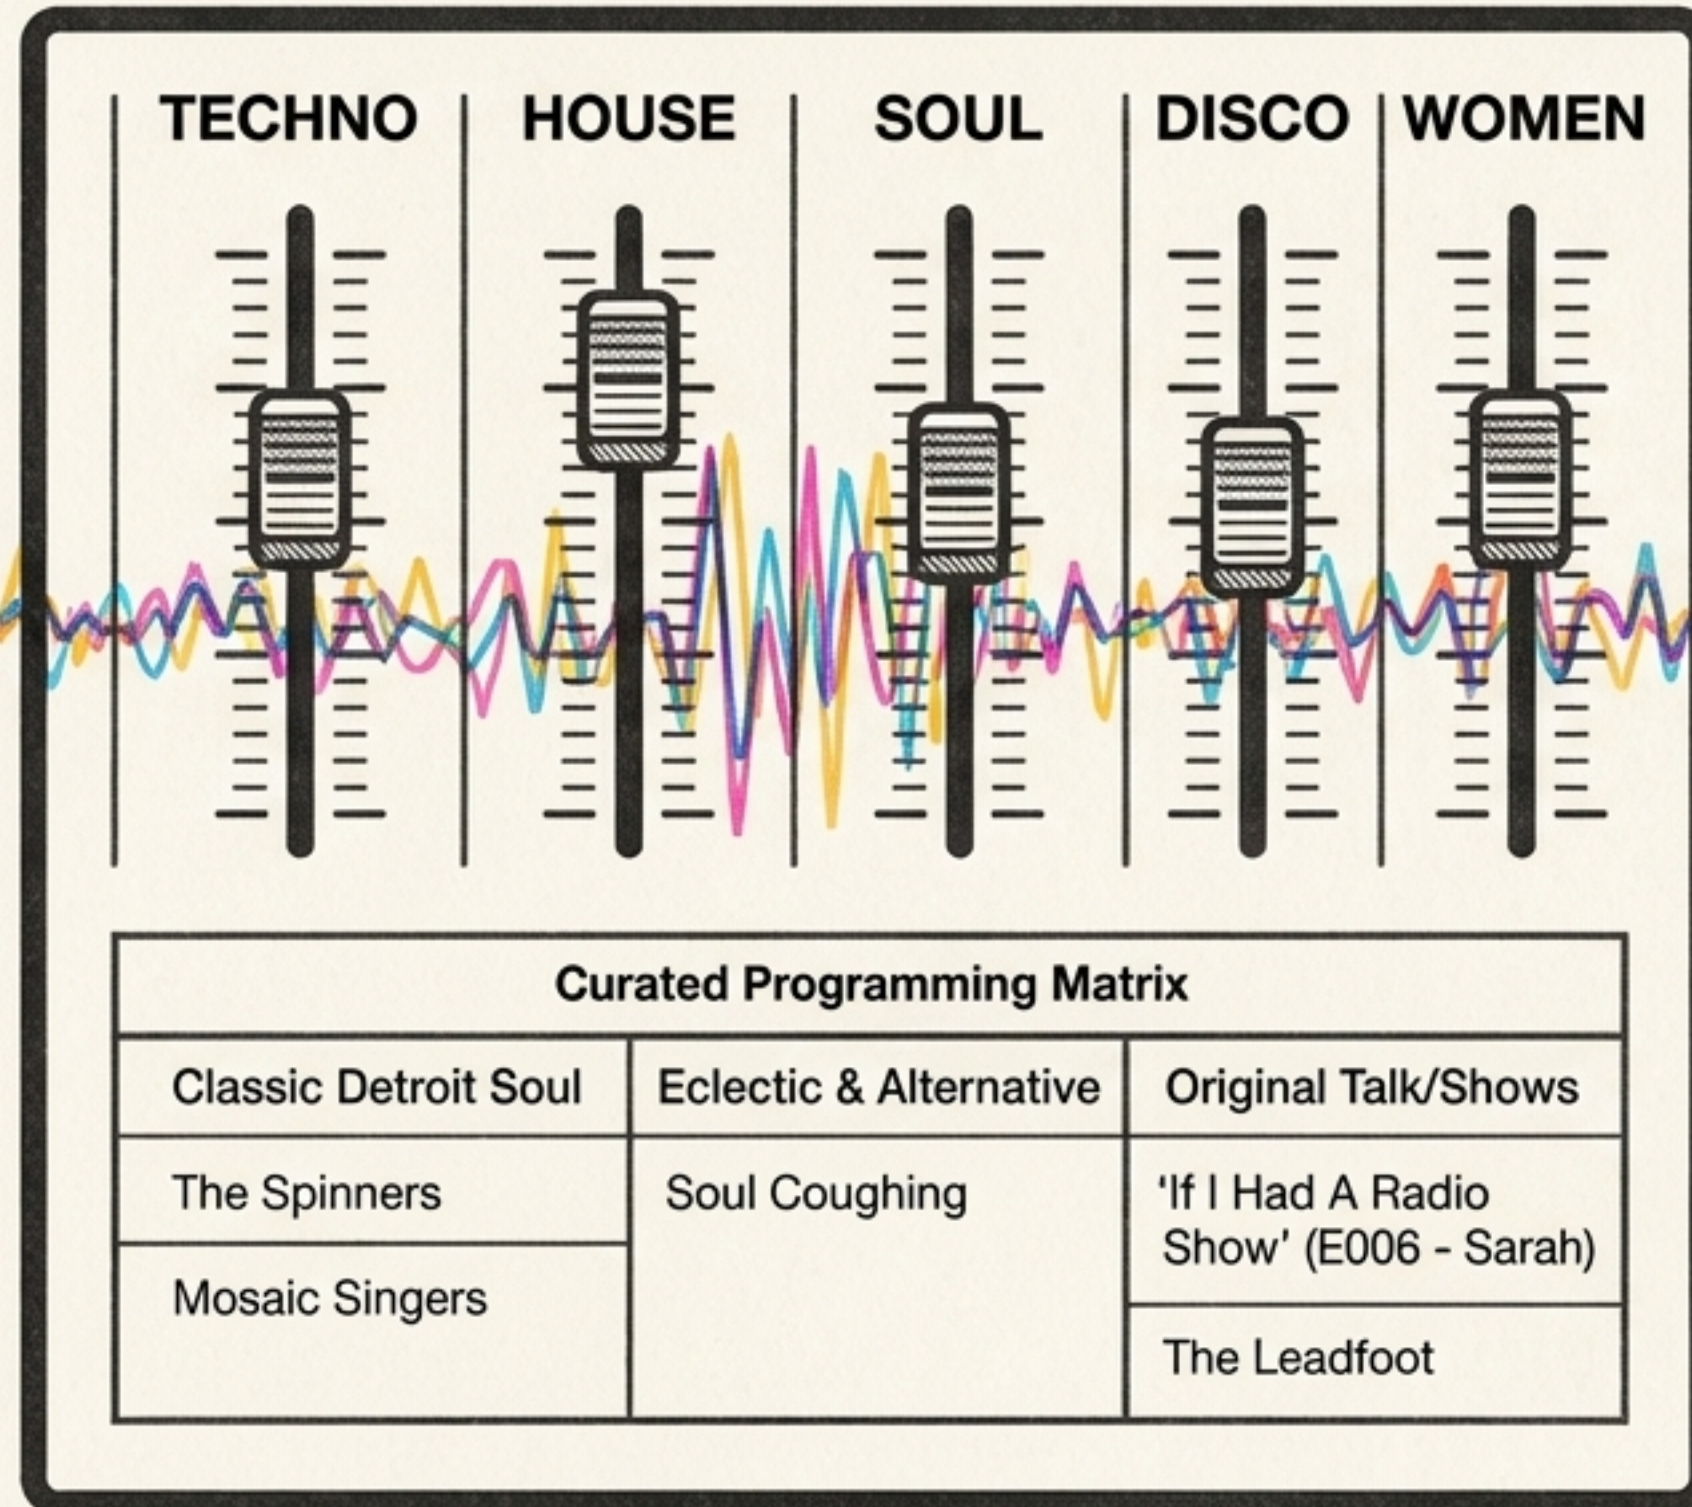 TECHNO
HOUSE
SOUL
DISCO
WOMEN
Curated Programming Matrix
Classic Detroit Soul
Eclectic & Alternative
Original Talk/Shows
The Spinners
Soul Coughing
‘If I Had A Radio
Show’ (E006 - Sarah)
Mosaic Singers
The Leadfoot